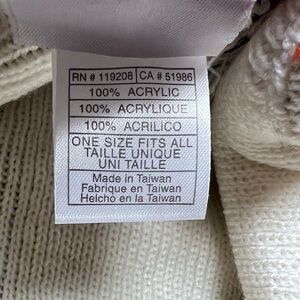 RN # 119208 CA # 51986
100% ACRYLIC
100% ACRYLIQUE
100% ACRILICO
ONE SIZE FITS ALL
TAILLE UNIQUE
UNI TAILLE
Made in Taiwan
Fabrique en Taiwan
Helcho en la Taiwan